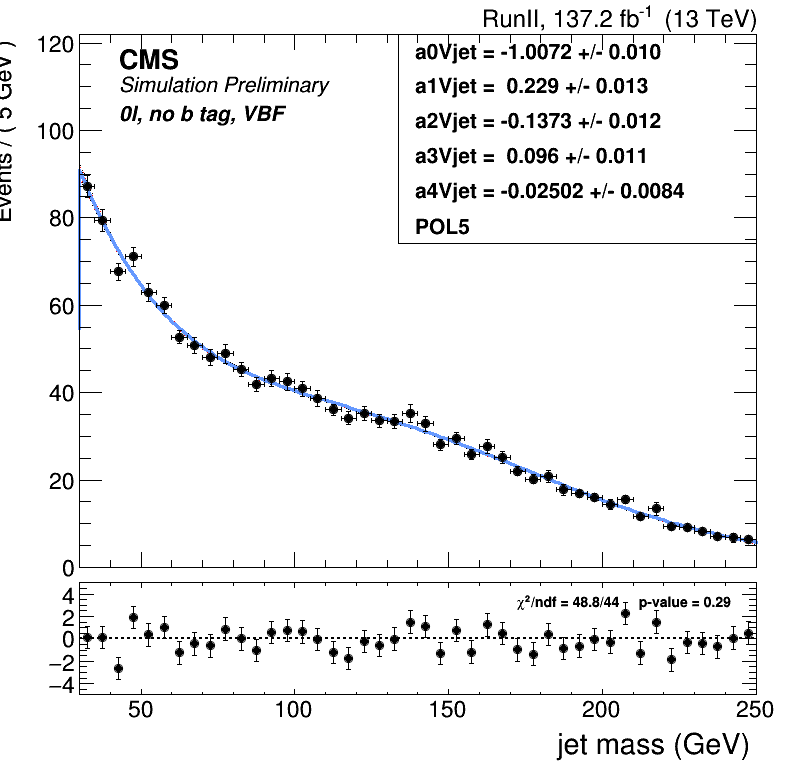 RunII, 137.2 fb-1 (13 TeV)
Events / ( 5 GeV )
120
100
80
60
40
20
0
CMS
Simulation Preliminary
0l, no b tag, VBF
a0Vjet = -1.0072 +/- 0.010
a1Vjet = 0.229 +/- 0.013
a2Vjet = -0.1373 +/- 0.012
a3Vjet = 0.096 +/- 0.011
a4Vjet = -0.02502 +/- 0.0084
POL5
4
2
0
−2
−4
χ2/ndf = 48.8/44 p-value = 0.29
50 100 150 200 250
jet mass (GeV)